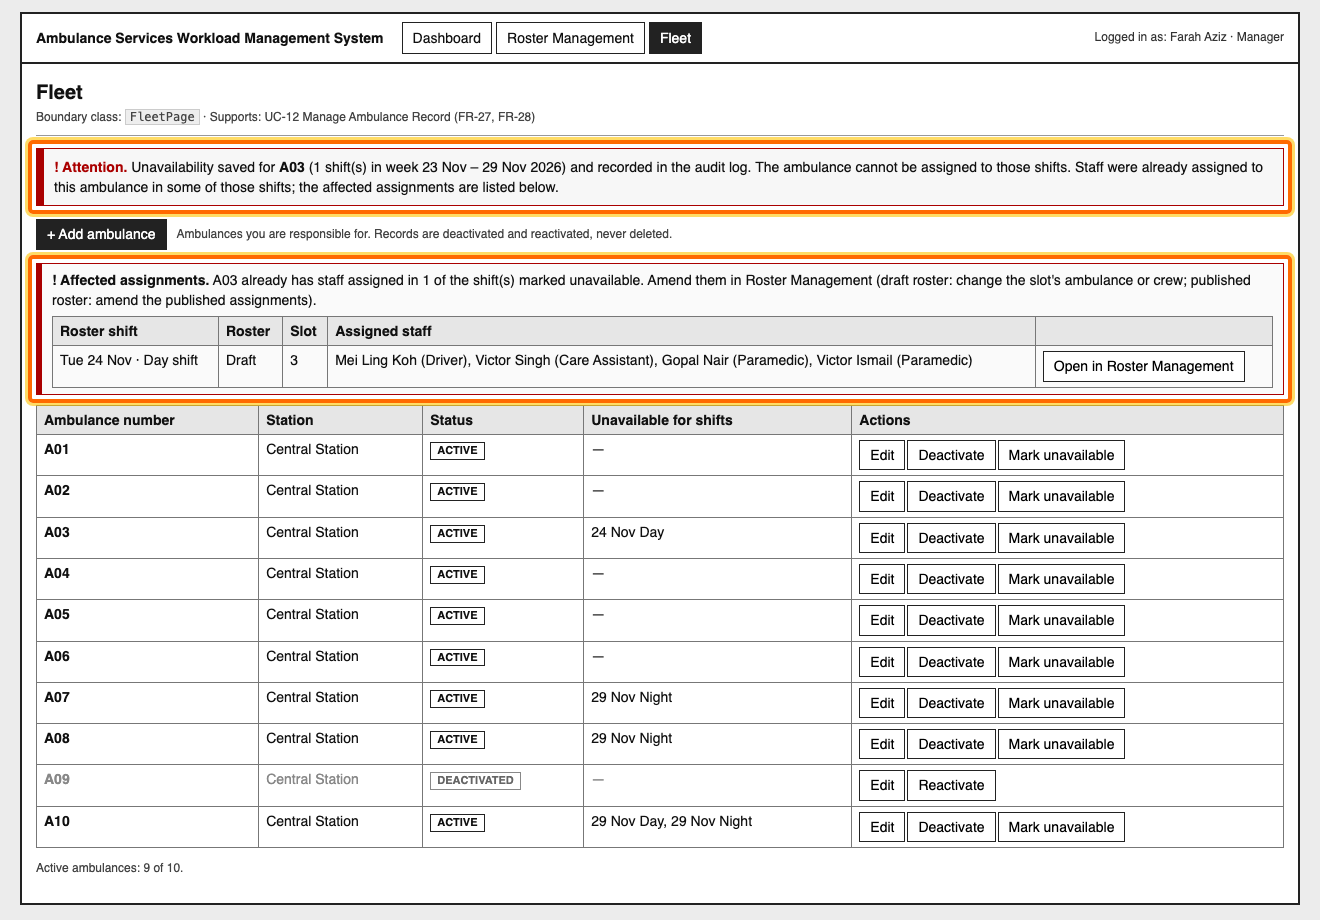 Ambulance Services Workload Management System Dashboard Roster Management Fleet Logged in as: Farah Aziz · Manager
Fleet
Boundary class: FleetPage · Supports: UC-12 Manage Ambulance Record (FR-27, FR-28)
! Attention. Unavailability saved for A03 (1 shift(s) in week 23 Nov – 29 Nov 2026) and recorded in the audit log. The ambulance cannot be assigned to those shifts. Staff were already assigned to
this ambulance in some of those shifts; the affected assignments are listed below.
+ Add ambulance Ambulances you are responsible for. Records are deactivated and reactivated, never deleted.
! Affected assignments. A03 already has staff assigned in 1 of the shift(s) marked unavailable. Amend them in Roster Management (draft roster: change the slot's ambulance or crew; published
roster: amend the published assignments).
Roster shift Roster Slot Assigned staff
Tue 24 Nov · Day shift Draft 3 Mei Ling Koh (Driver), Victor Singh (Care Assistant), Gopal Nair (Paramedic), Victor Ismail (Paramedic) Open in Roster Management
Ambulance number Station Status Unavailable for shifts Actions
A01 Central Station ACTIVE — Edit Deactivate Mark unavailable
A02 Central Station ACTIVE — Edit Deactivate Mark unavailable
A03 Central Station ACTIVE 24 Nov Day Edit Deactivate Mark unavailable
A04 Central Station ACTIVE — Edit Deactivate Mark unavailable
A05 Central Station ACTIVE — Edit Deactivate Mark unavailable
A06 Central Station ACTIVE — Edit Deactivate Mark unavailable
A07 Central Station ACTIVE 29 Nov Night Edit Deactivate Mark unavailable
A08 Central Station ACTIVE 29 Nov Night Edit Deactivate Mark unavailable
A09 Central Station DEACTIVATED — Edit Reactivate
A10 Central Station ACTIVE 29 Nov Day, 29 Nov Night Edit Deactivate Mark unavailable
Active ambulances: 9 of 10.